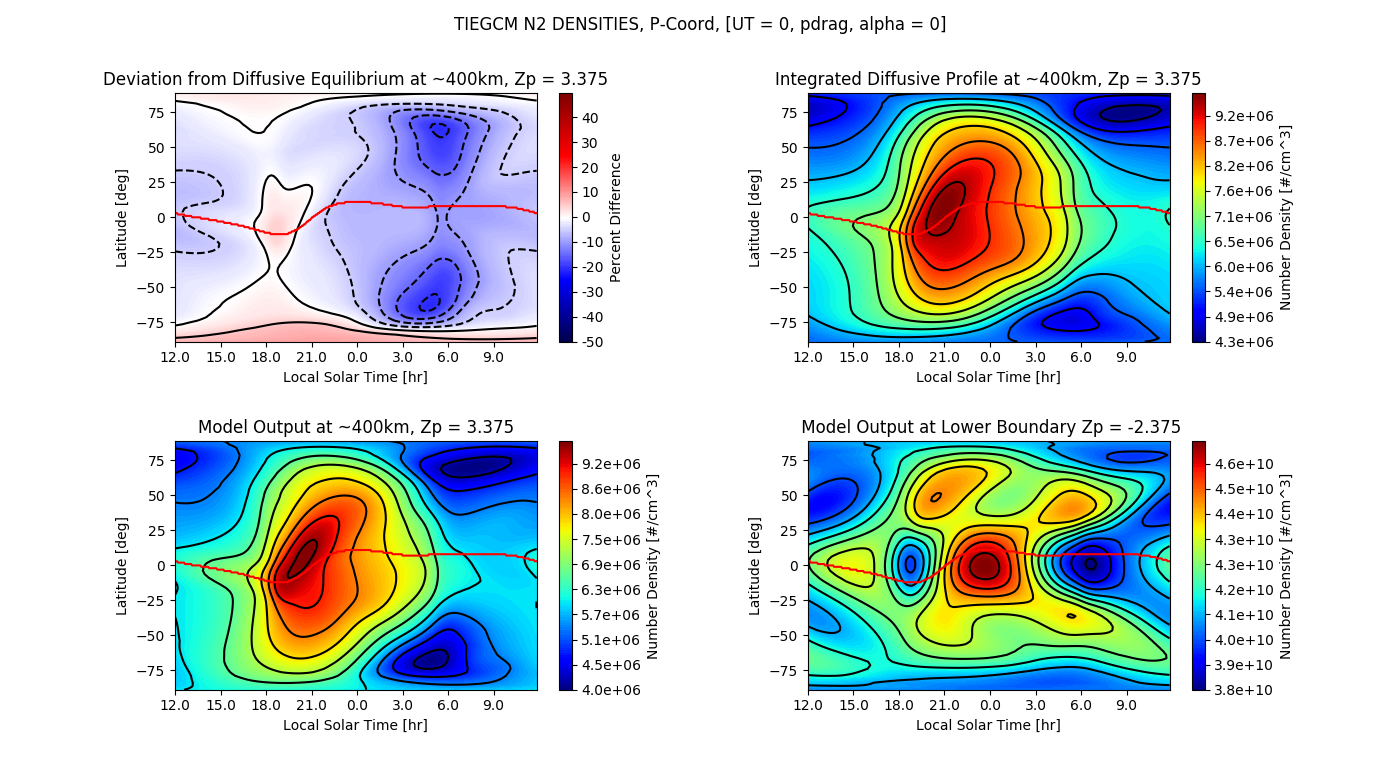 TIEGCM N2 DENSITIES, P-Coord, [UT = 0, pdrag, alpha = 0]
Deviation from Diffusive Equilibrium at ~400km, Zp = 3.375
75
50
25
0
−25
−50
−75
Latitude [deg]
12.0 15.0 18.0 21.0 0.0 3.0 6.0 9.0
Local Solar Time [hr]
40
30
20
10
0
-10
-20
-30
-40
-50
Percent Difference
Integrated Diffusive Profile at ~400km, Zp = 3.375
75
50
25
0
−25
−50
−75
Latitude [deg]
12.0 15.0 18.0 21.0 0.0 3.0 6.0 9.0
Local Solar Time [hr]
9.2e+06
8.7e+06
8.2e+06
7.6e+06
7.1e+06
6.5e+06
6.0e+06
5.4e+06
4.9e+06
4.3e+06
Number Density [#/cm^3]
Model Output at ~400km, Zp = 3.375
75
50
25
0
−25
−50
−75
Latitude [deg]
12.0 15.0 18.0 21.0 0.0 3.0 6.0 9.0
Local Solar Time [hr]
9.2e+06
8.6e+06
8.0e+06
7.5e+06
6.9e+06
6.3e+06
5.7e+06
5.1e+06
4.5e+06
4.0e+06
Number Density [#/cm^3]
Model Output at Lower Boundary Zp = -2.375
75
50
25
0
−25
−50
−75
Latitude [deg]
12.0 15.0 18.0 21.0 0.0 3.0 6.0 9.0
Local Solar Time [hr]
4.6e+10
4.5e+10
4.4e+10
4.3e+10
4.3e+10
4.2e+10
4.1e+10
4.0e+10
3.9e+10
3.8e+10
Number Density [#/cm^3]